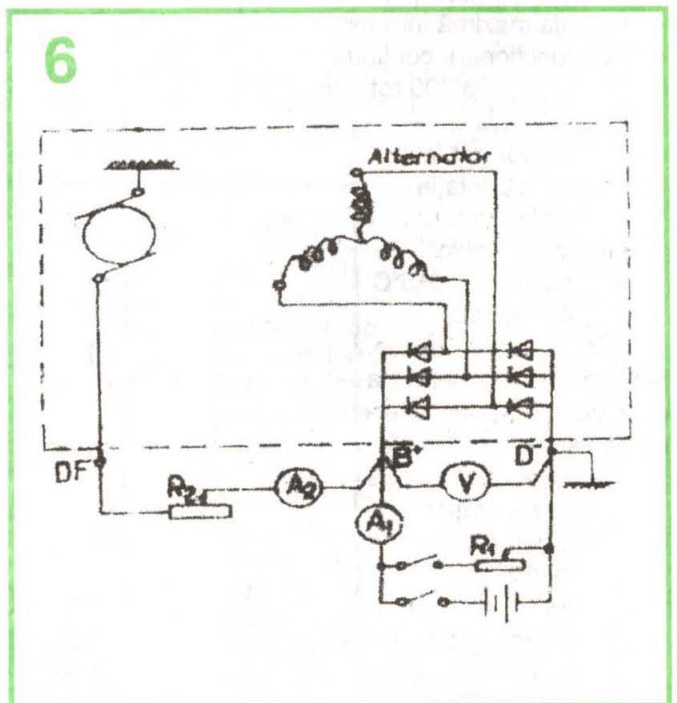 6
Alternator
DF
R2
A2
B+
V
D-
A1
R1